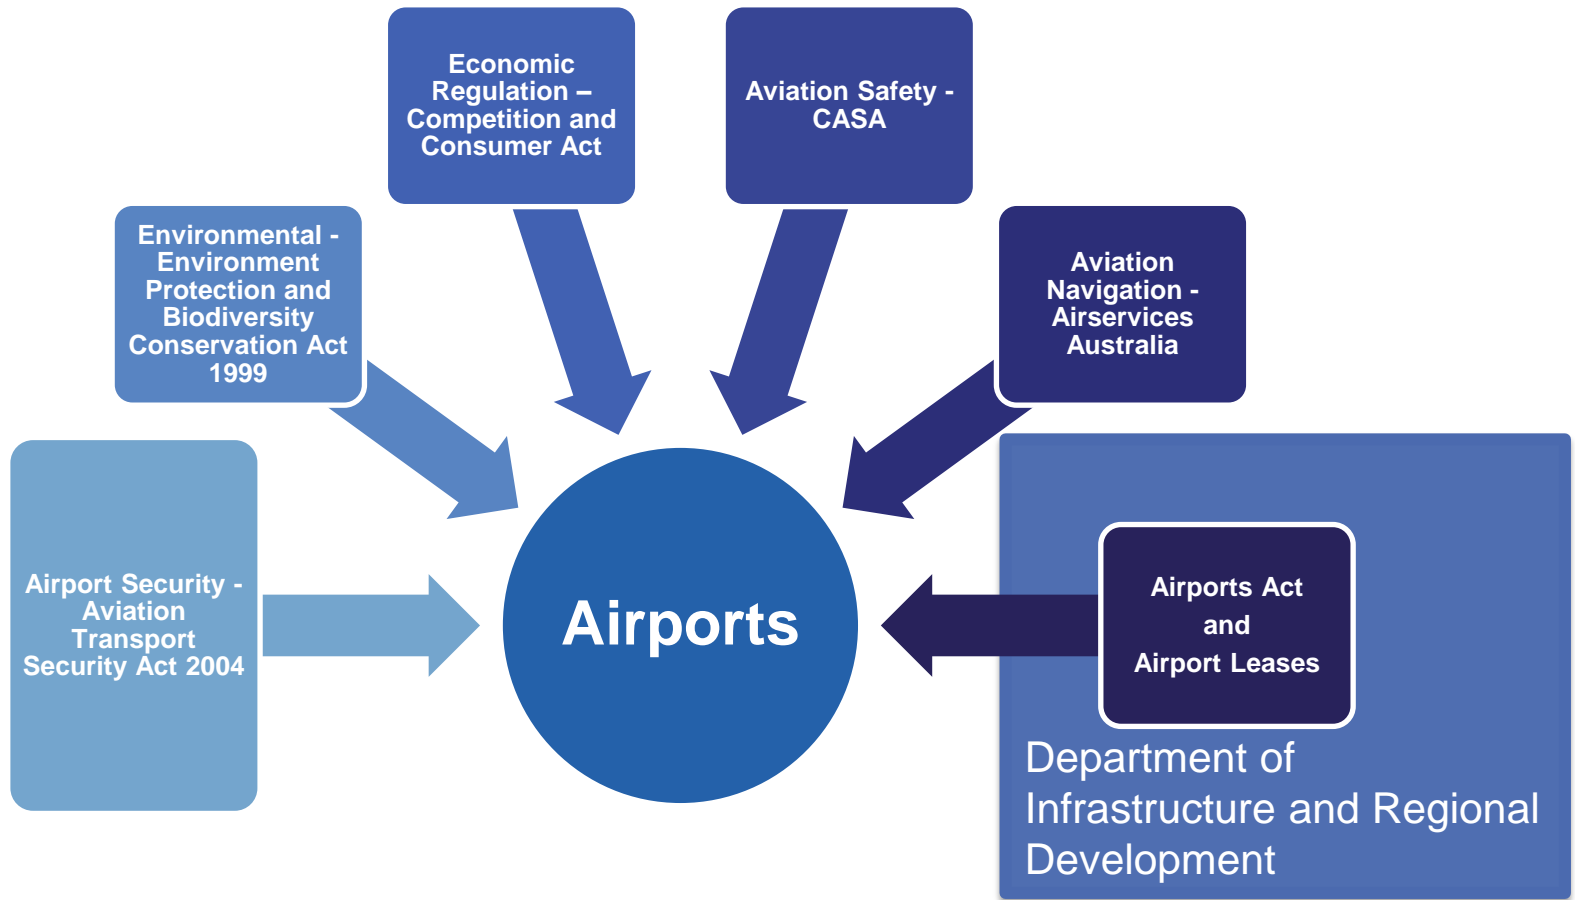 Economic
Regulation –
Competition and
Consumer Act
Aviation Safety -
CASA
Environmental -
Environment
Protection and
Biodiversity
Conservation Act
1999
Aviation
Navigation -
Airservices
Australia
Airport Security -
Aviation
Transport
Security Act 2004
Airports
Airports Act
and
Airport Leases
Department of
Infrastructure and Regional
Development